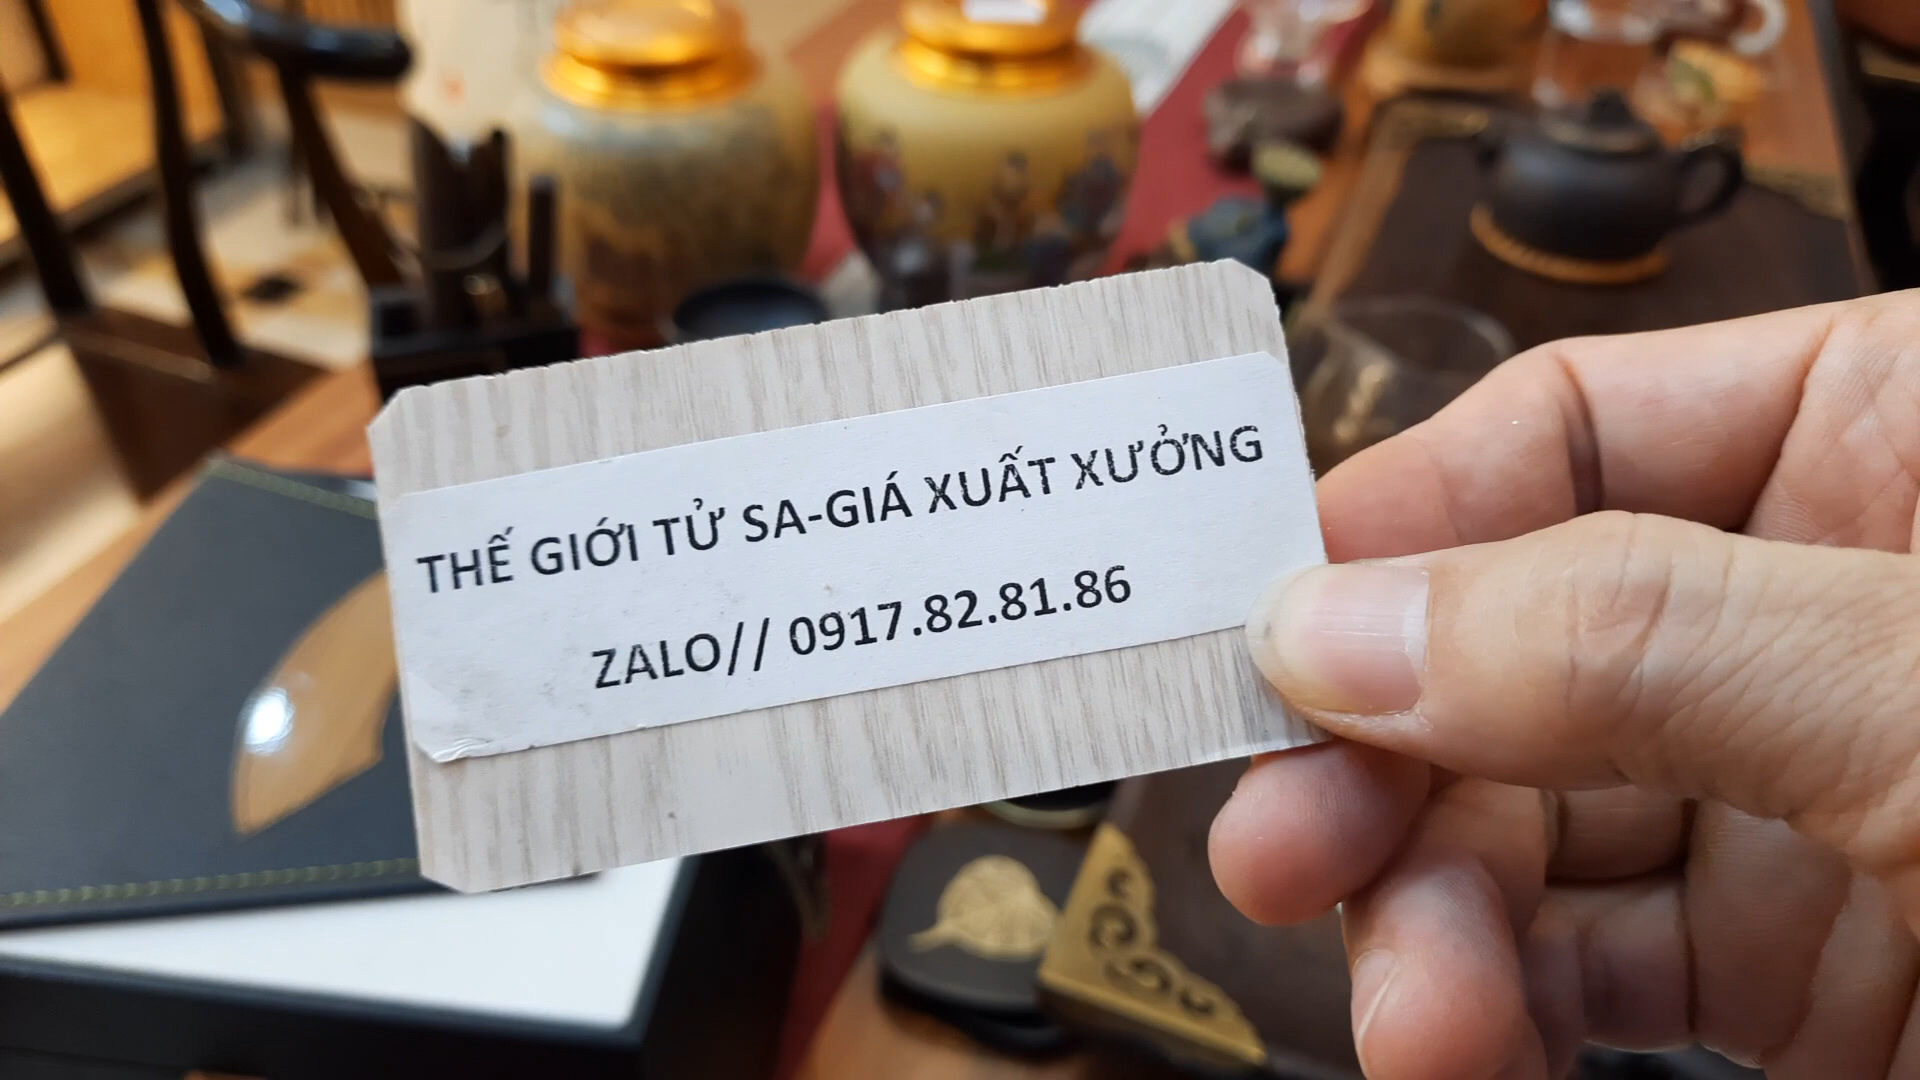 THẾ GIỚI TỬ SA-GIÁ XUẤT XƯỞNG
ZALO// 0917.82.81.86